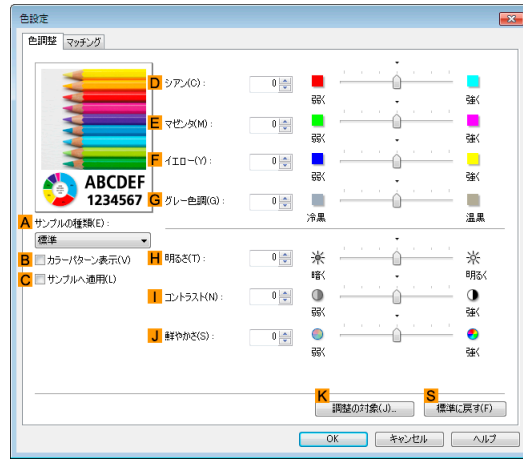 色設定
色調整 マッチング
ABCDEF
1234567
D シアン(C): 0 弱く 強く
E マゼンタ(M): 0 弱く 強く
F イエロー(Y): 0 弱く 強く
G グレー色調(G): 0 冷黒 温黒
A サンプルの種類(E):
標準
B カラーパターン表示(V)
C サンプルへ適用(L)
H 明るさ(T): 0 暗く 明るく
I コントラスト(N): 0 弱く 強く
J 鮮やかさ(S): 0 弱く 強く
K 調整の対象(J)... S 標準に戻す(F)
OK キャンセル ヘルプ